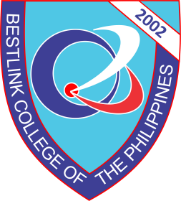 BESTLINK COLLEGE OF THE PHILIPPINES
2002